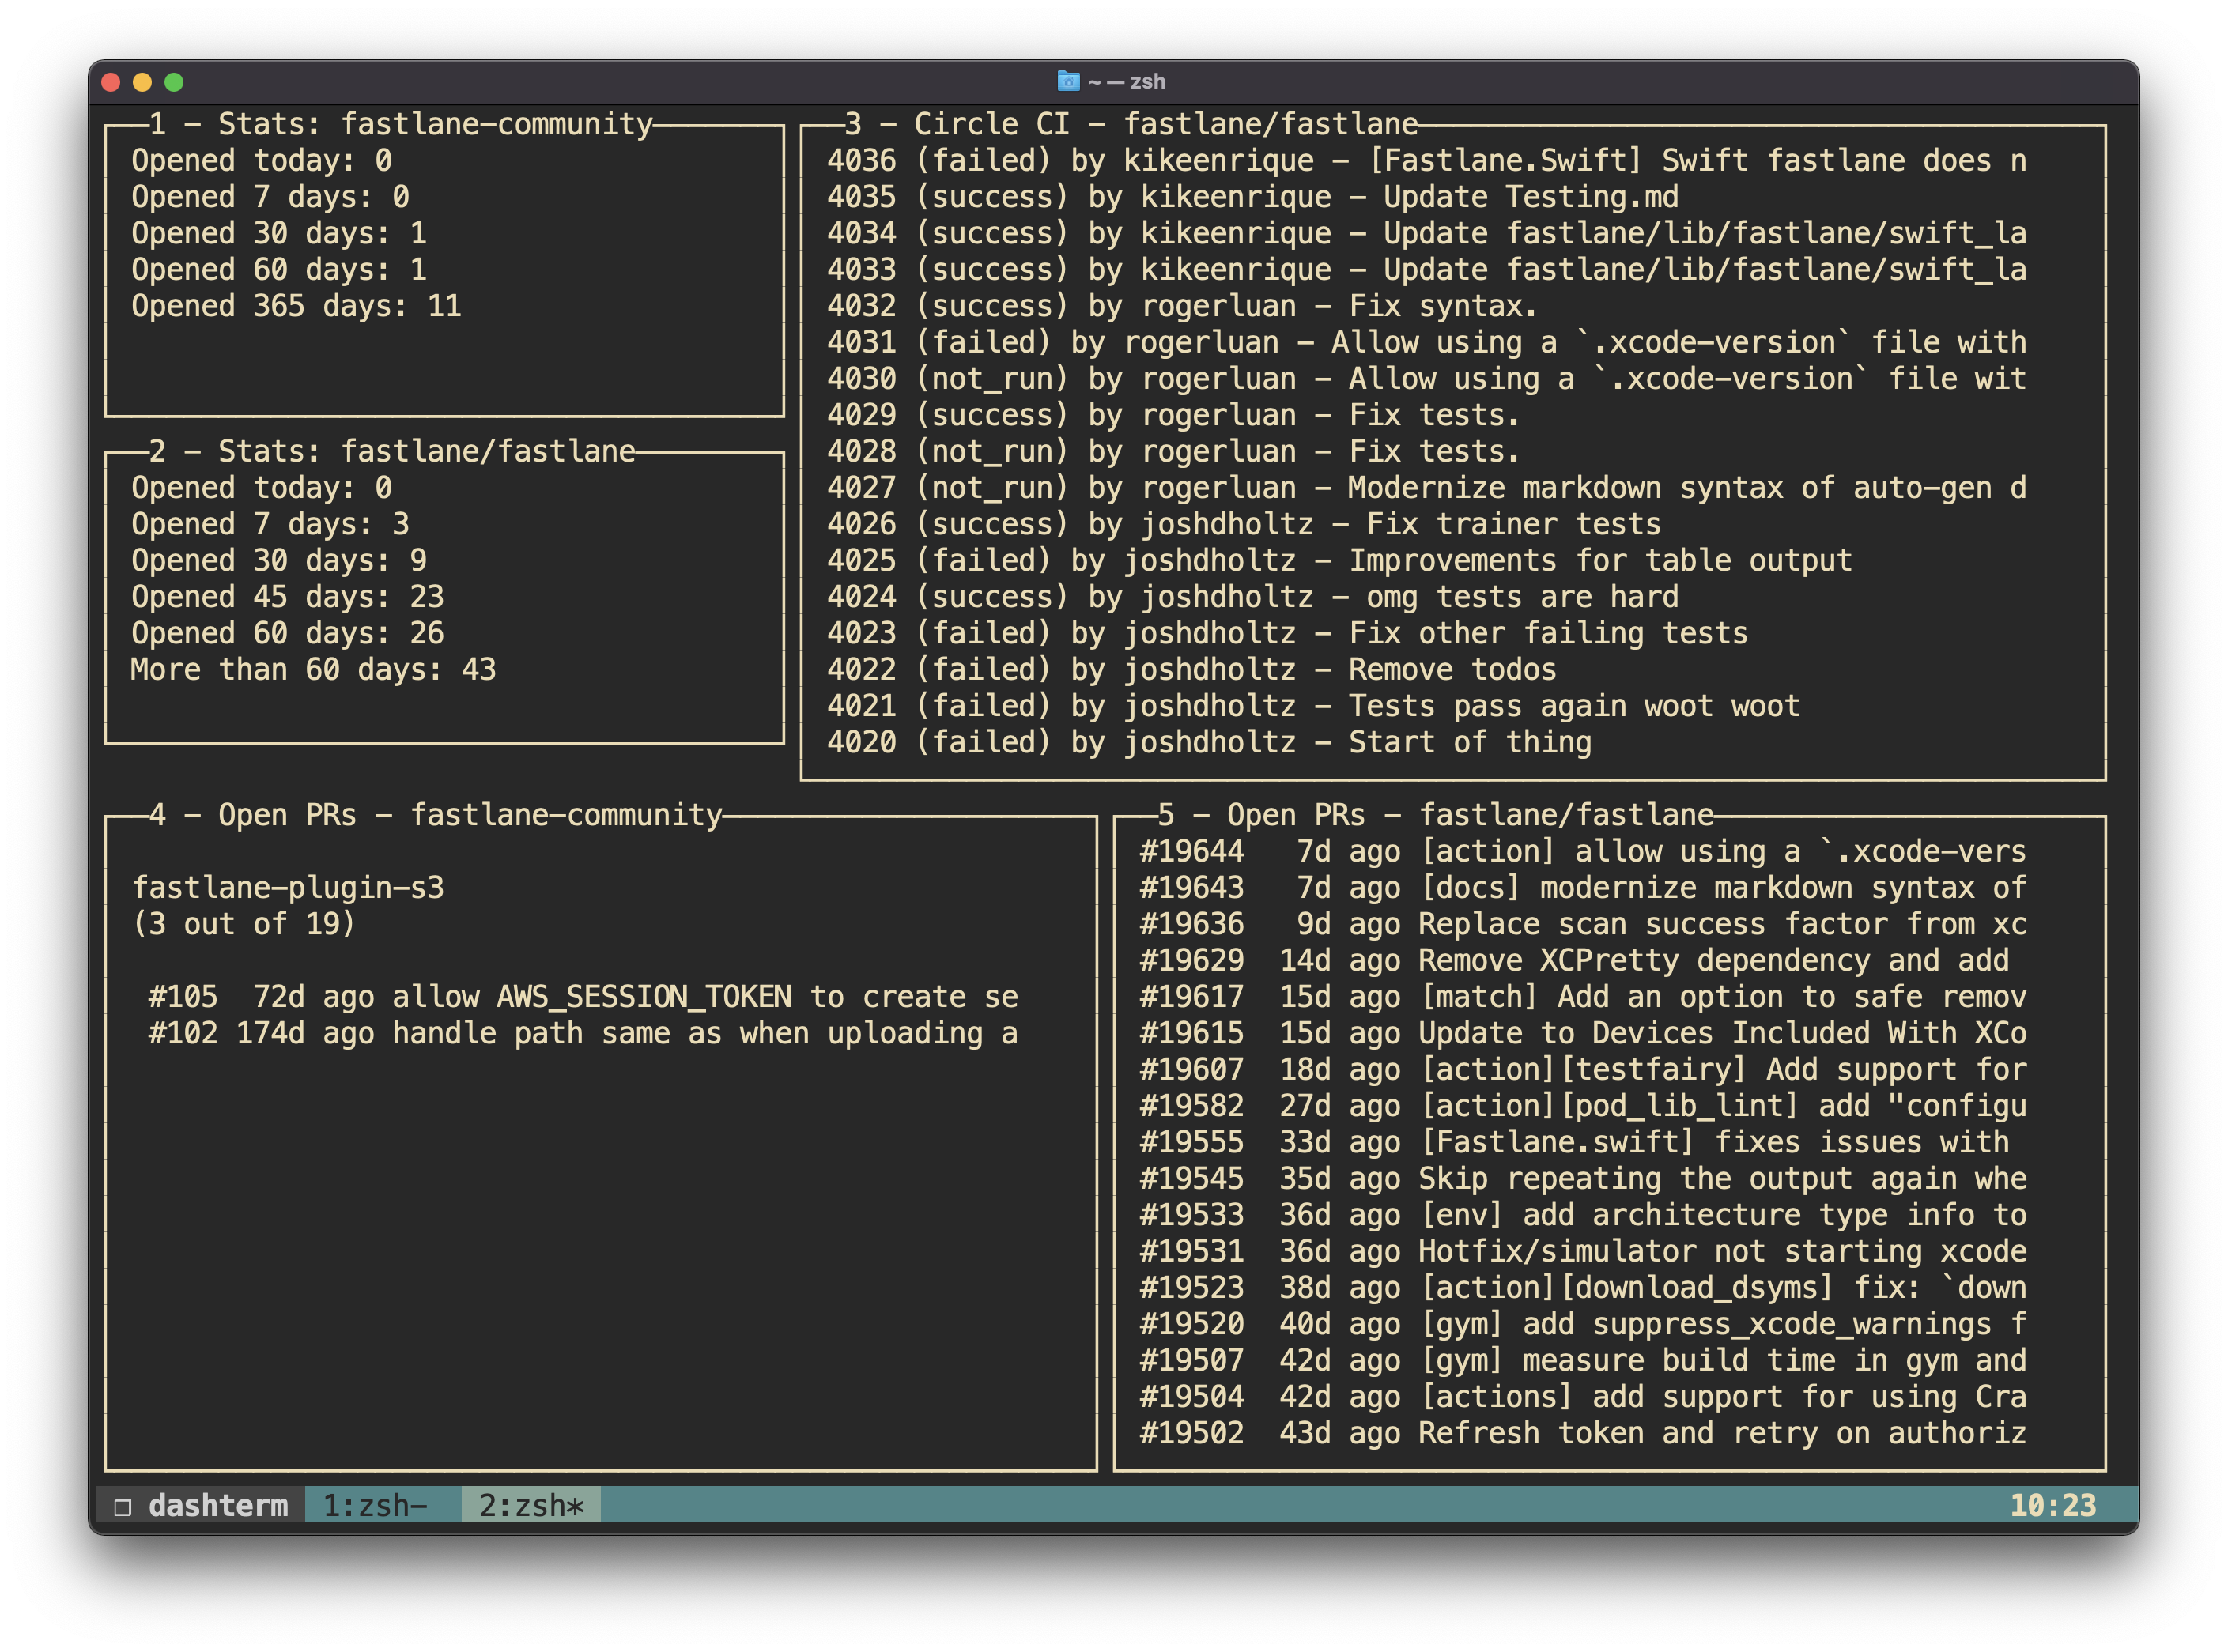 ~ — zsh
1 - Stats: fastlane-community
Opened today: 0
Opened 7 days: 0
Opened 30 days: 1
Opened 60 days: 1
Opened 365 days: 11
2 - Stats: fastlane/fastlane
Opened today: 0
Opened 7 days: 3
Opened 30 days: 9
Opened 45 days: 23
Opened 60 days: 26
More than 60 days: 43
3 - Circle CI - fastlane/fastlane
4036 (failed) by kikeenrique - [Fastlane.Swift] Swift fastlane does n
4035 (success) by kikeenrique - Update Testing.md
4034 (success) by kikeenrique - Update fastlane/lib/fastlane/swift_la
4033 (success) by kikeenrique - Update fastlane/lib/fastlane/swift_la
4032 (success) by rogerluan - Fix syntax.
4031 (failed) by rogerluan - Allow using a `.xcode-version` file with
4030 (not_run) by rogerluan - Allow using a `.xcode-version` file wit
4029 (success) by rogerluan - Fix tests.
4028 (not_run) by rogerluan - Fix tests.
4027 (not_run) by rogerluan - Modernize markdown syntax of auto-gen d
4026 (success) by joshdholtz - Fix trainer tests
4025 (failed) by joshdholtz - Improvements for table output
4024 (success) by joshdholtz - omg tests are hard
4023 (failed) by joshdholtz - Fix other failing tests
4022 (failed) by joshdholtz - Remove todos
4021 (failed) by joshdholtz - Tests pass again woot woot
4020 (failed) by joshdholtz - Start of thing
4 - Open PRs - fastlane-community
fastlane-plugin-s3
(3 out of 19)
#105  72d ago allow AWS_SESSION_TOKEN to create se
#102 174d ago handle path same as when uploading a
5 - Open PRs - fastlane/fastlane
#19644   7d ago [action] allow using a `.xcode-vers
#19643   7d ago [docs] modernize markdown syntax of
#19636   9d ago Replace scan success factor from xc
#19629  14d ago Remove XCPretty dependency and add
#19617  15d ago [match] Add an option to safe remov
#19615  15d ago Update to Devices Included With XCo
#19607  18d ago [action][testfairy] Add support for
#19582  27d ago [action][pod_lib_lint] add "configu
#19555  33d ago [Fastlane.swift] fixes issues with
#19545  35d ago Skip repeating the output again whe
#19533  36d ago [env] add architecture type info to
#19531  36d ago Hotfix/simulator not starting xcode
#19523  38d ago [action][download_dsyms] fix: `down
#19520  40d ago [gym] add suppress_xcode_warnings f
#19507  42d ago [gym] measure build time in gym and
#19504  42d ago [actions] add support for using Cra
#19502  43d ago Refresh token and retry on authoriz
❐ dashterm 1:zsh- 2:zsh* 10:23